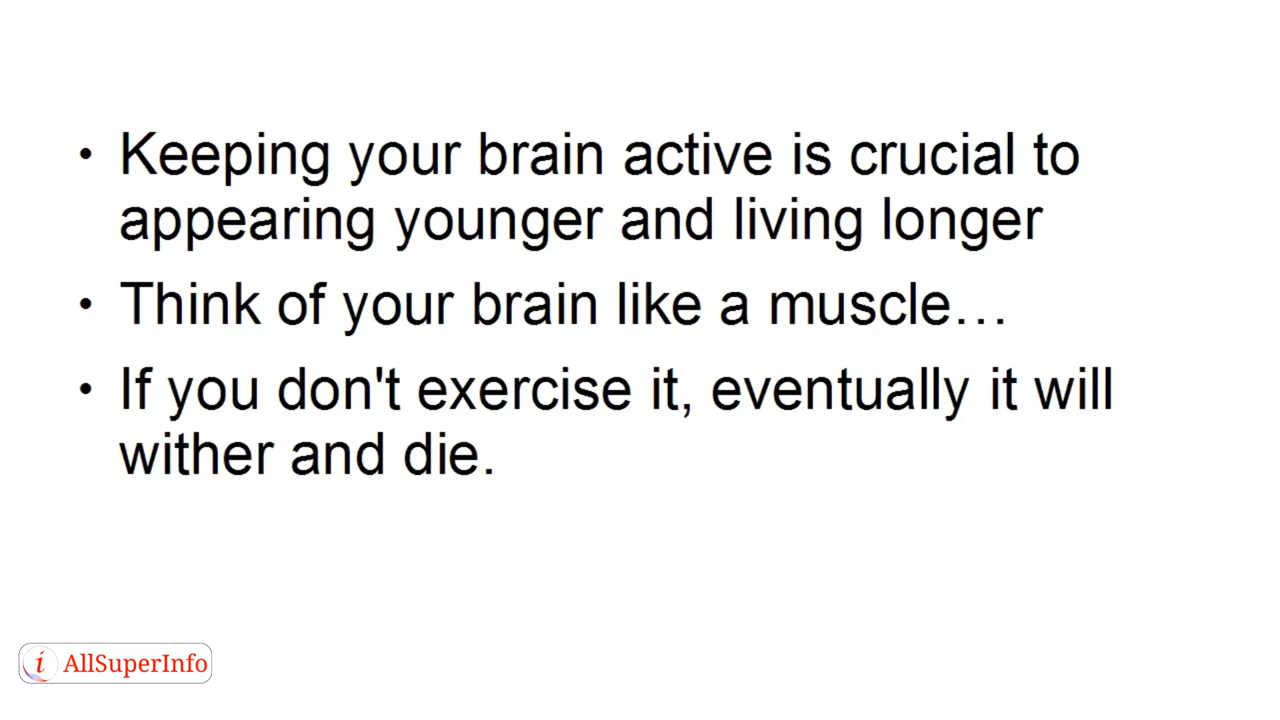 • Keeping your brain active is crucial to
appearing younger and living longer
• Think of your brain like a muscle…
• If you don't exercise it, eventually it will
wither and die.
i AllSuperInfo